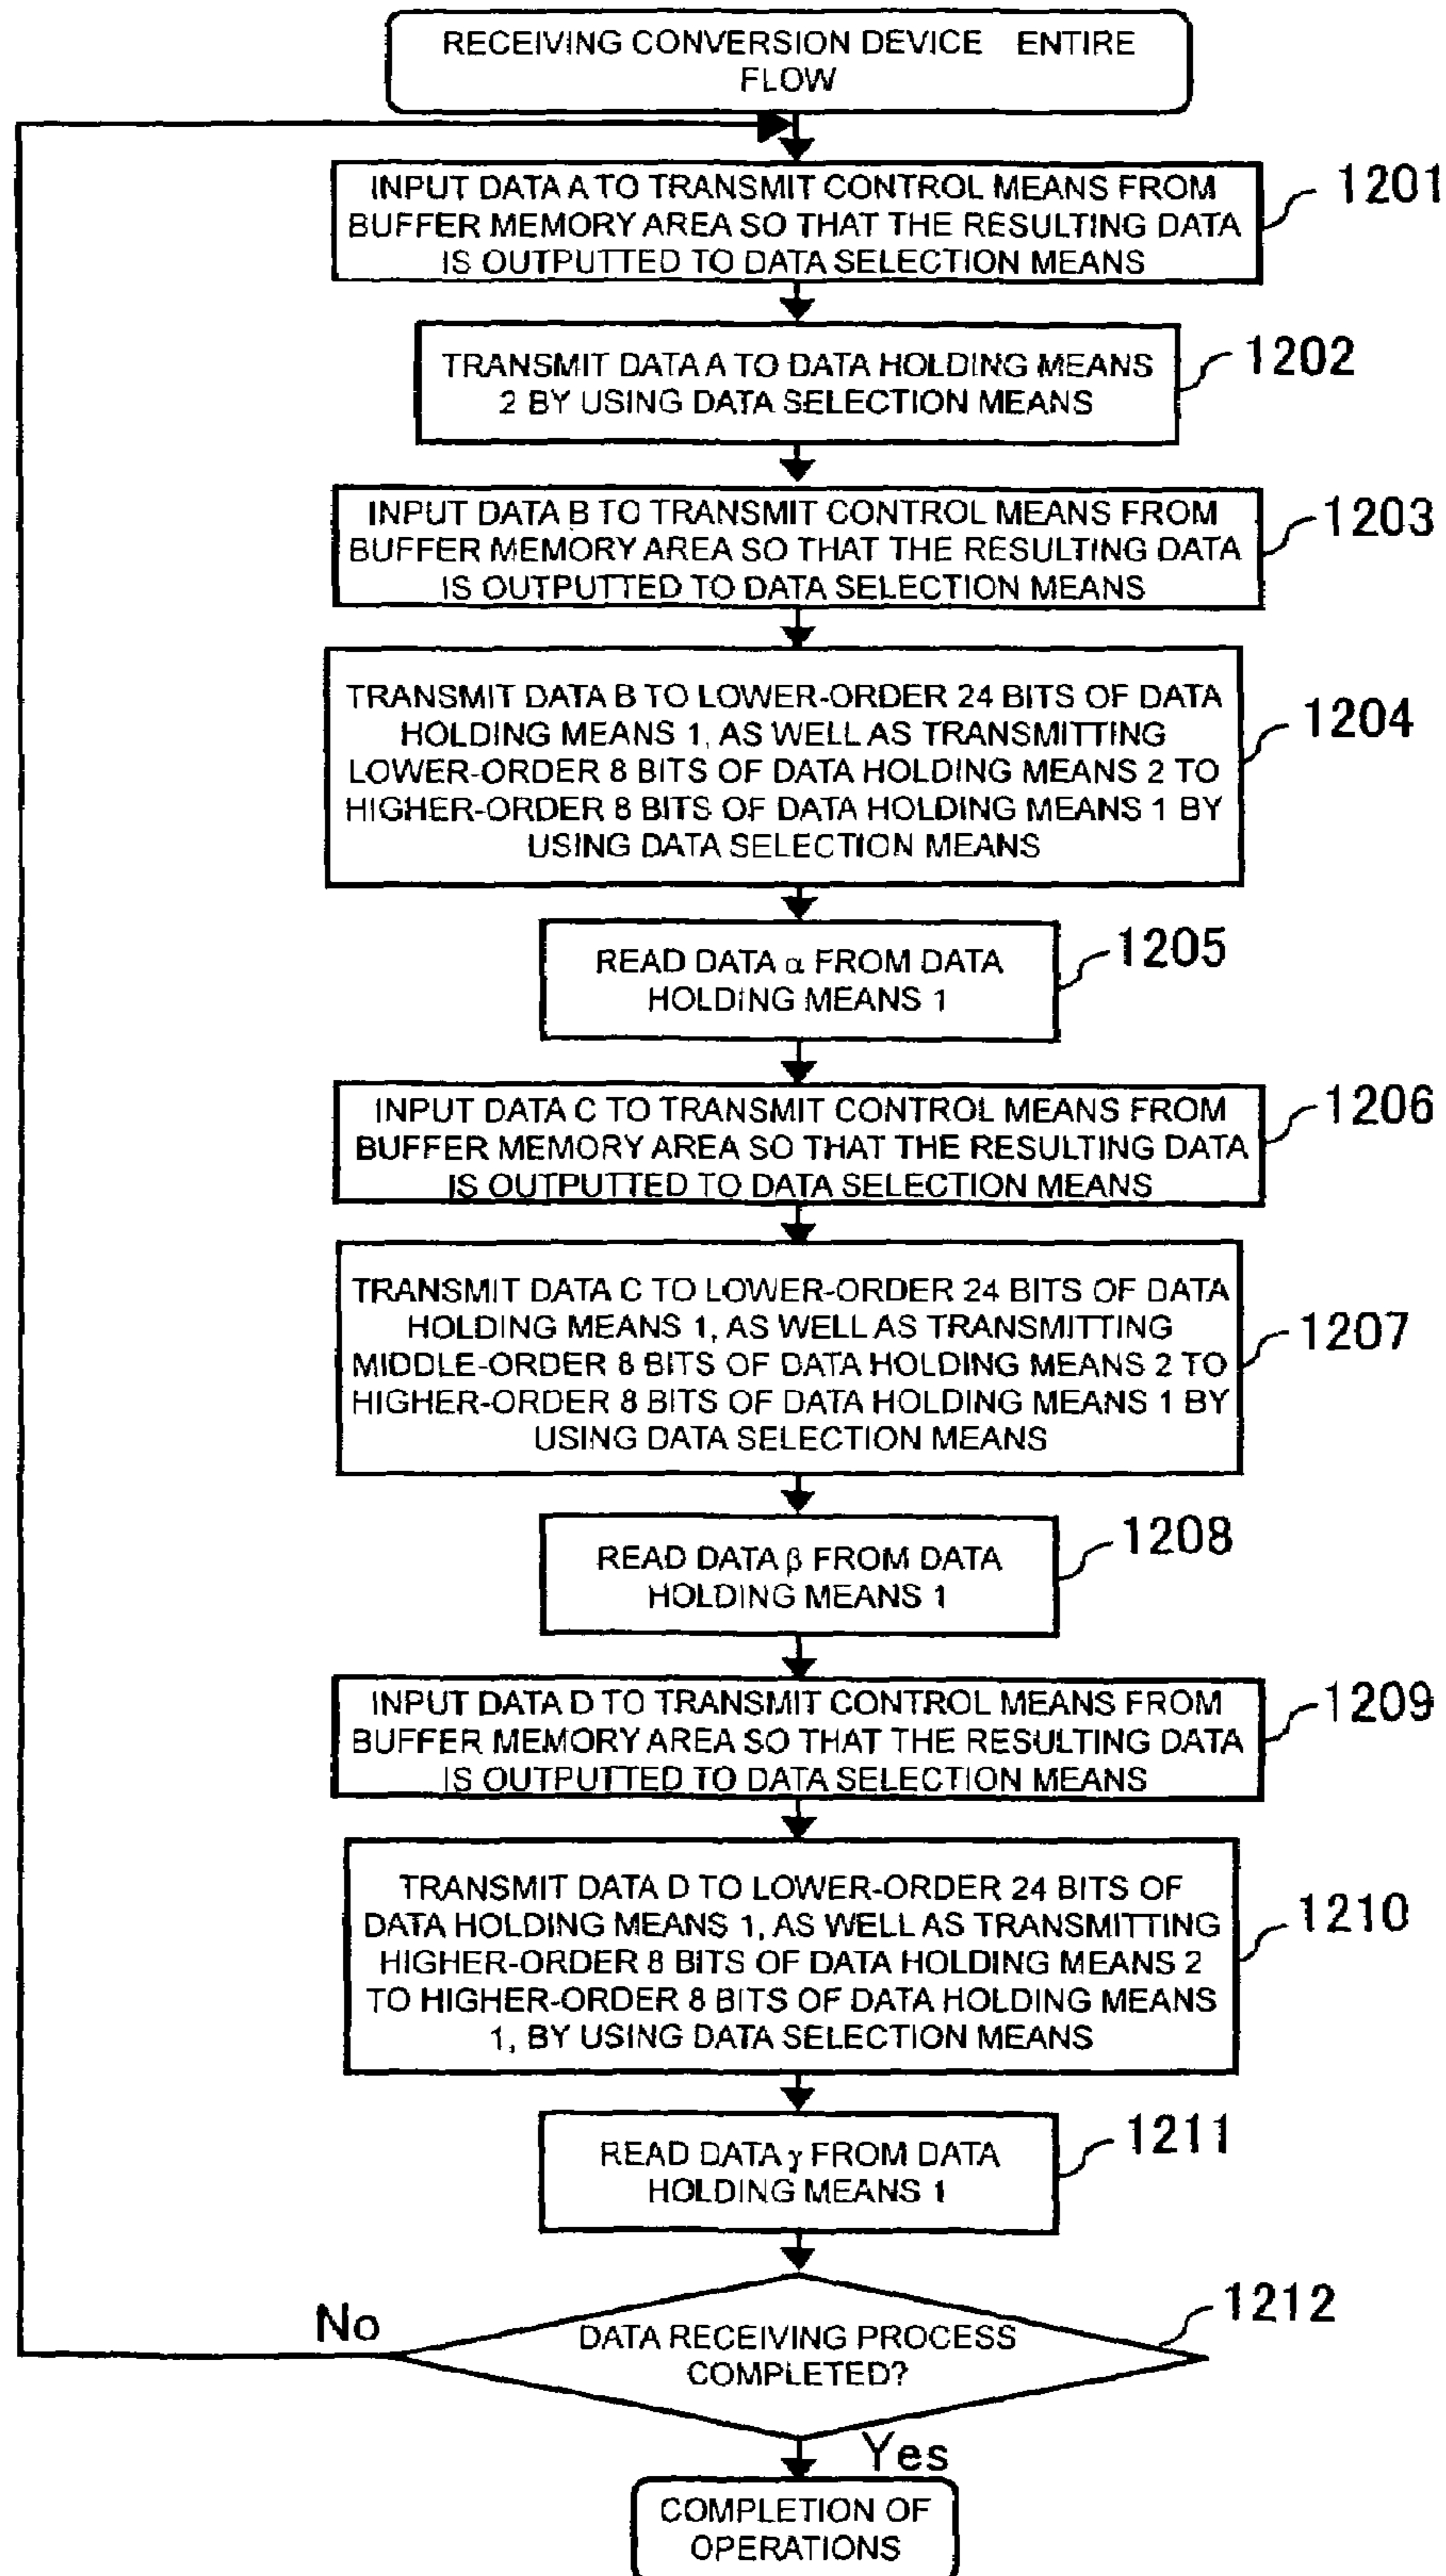 RECEIVING CONVERSION DEVICE ENTIRE
FLOW
INPUT DATA A TO TRANSMIT CONTROL MEANS FROM
BUFFER MEMORY AREA SO THAT THE RESULTING DATA
IS OUTPUTTED TO DATA SELECTION MEANS
1201
TRANSMIT DATA A TO DATA HOLDING MEANS
2 BY USING DATA SELECTION MEANS
1202
INPUT DATA B TO TRANSMIT CONTROL MEANS FROM
BUFFER MEMORY AREA SO THAT THE RESULTING DATA
IS OUTPUTTED TO DATA SELECTION MEANS
1203
TRANSMIT DATA B TO LOWER-ORDER 24 BITS OF DATA
HOLDING MEANS 1, AS WELL AS TRANSMITTING
LOWER-ORDER 8 BITS OF DATA HOLDING MEANS 2 TO
HIGHER-ORDER 8 BITS OF DATA HOLDING MEANS 1 BY
USING DATA SELECTION MEANS
1204
READ DATA α FROM DATA
HOLDING MEANS 1
1205
INPUT DATA C TO TRANSMIT CONTROL MEANS FROM
BUFFER MEMORY AREA SO THAT THE RESULTING DATA
IS OUTPUTTED TO DATA SELECTION MEANS
1206
TRANSMIT DATA C TO LOWER-ORDER 24 BITS OF DATA
HOLDING MEANS 1, AS WELL AS TRANSMITTING
MIDDLE-ORDER 8 BITS OF DATA HOLDING MEANS 2 TO
HIGHER-ORDER 8 BITS OF DATA HOLDING MEANS 1 BY
USING DATA SELECTION MEANS
1207
READ DATA β FROM DATA
HOLDING MEANS 1
1208
INPUT DATA D TO TRANSMIT CONTROL MEANS FROM
BUFFER MEMORY AREA SO THAT THE RESULTING DATA
IS OUTPUTTED TO DATA SELECTION MEANS
1209
TRANSMIT DATA D TO LOWER-ORDER 24 BITS OF
DATA HOLDING MEANS 1, AS WELL AS TRANSMITTING
HIGHER-ORDER 8 BITS OF DATA HOLDING MEANS 2
TO HIGHER-ORDER 8 BITS OF DATA HOLDING MEANS
1, BY USING DATA SELECTION MEANS
1210
READ DATA γ FROM DATA
HOLDING MEANS 1
1211
No
DATA RECEIVING PROCESS
COMPLETED?
1212
Yes
COMPLETION OF
OPERATIONS